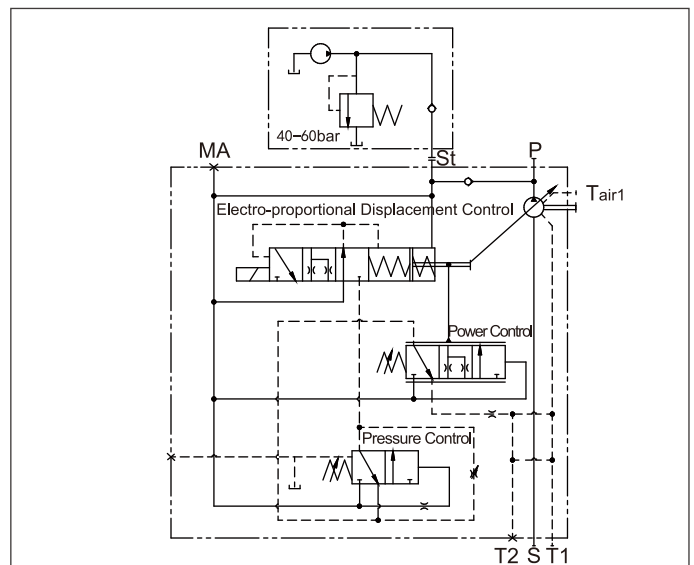 40-60bar
MA
St
P
Tair1
Electro-proportional Displacement Control
Power Control
Pressure Control
T2 S T1